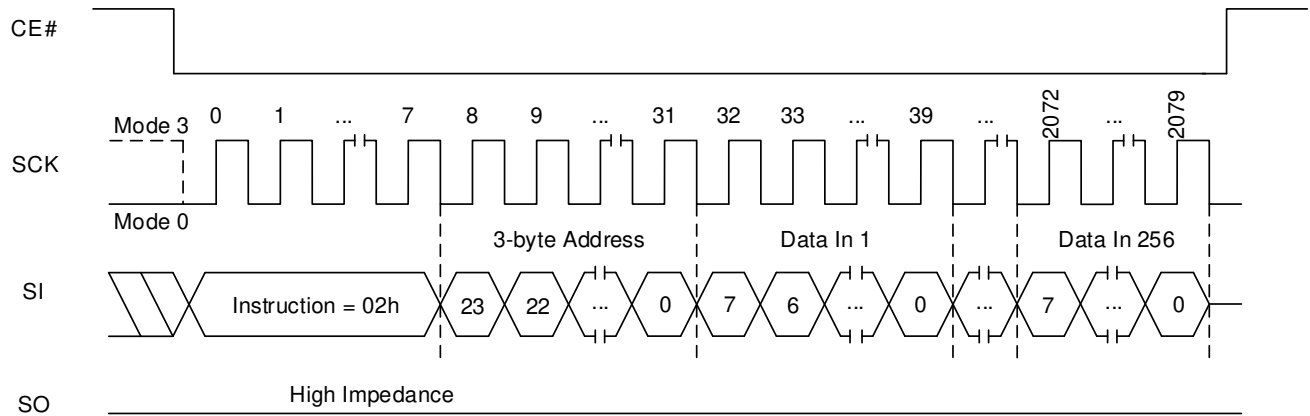 CE#
0 1 ... 7 8 9 ... 31 32 33 ... 39 ... 2072 ... 2079
Mode 3
SCK
Mode 0
3-byte Address Data In 1 Data In 256
SI
Instruction = 02h 23 22 ... 0 7 6 ... 0 ... 7 ... 0
High Impedance
SO